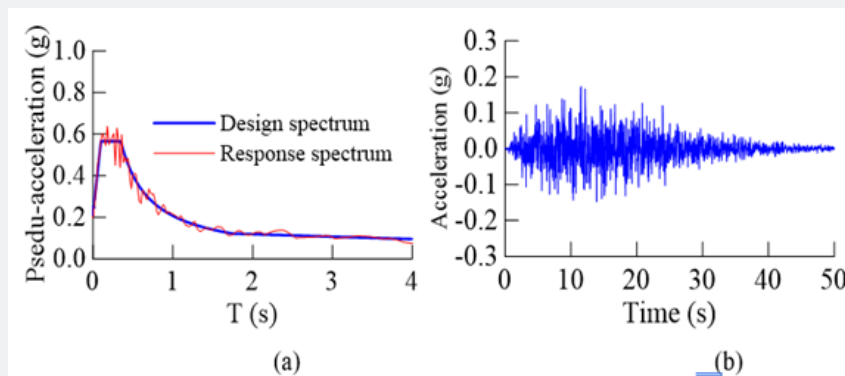 Psedu-acceleration (g)
1.0
0.8
0.6
0.4
0.2
0.0
Design spectrum
Response spectrum
0 1 2 3 4
T (s)
(a)
Acceleration (g)
0.3
0.2
0.1
0.0
-0.1
-0.2
-0.3
0 10 20 30 40 50
Time (s)
(b)